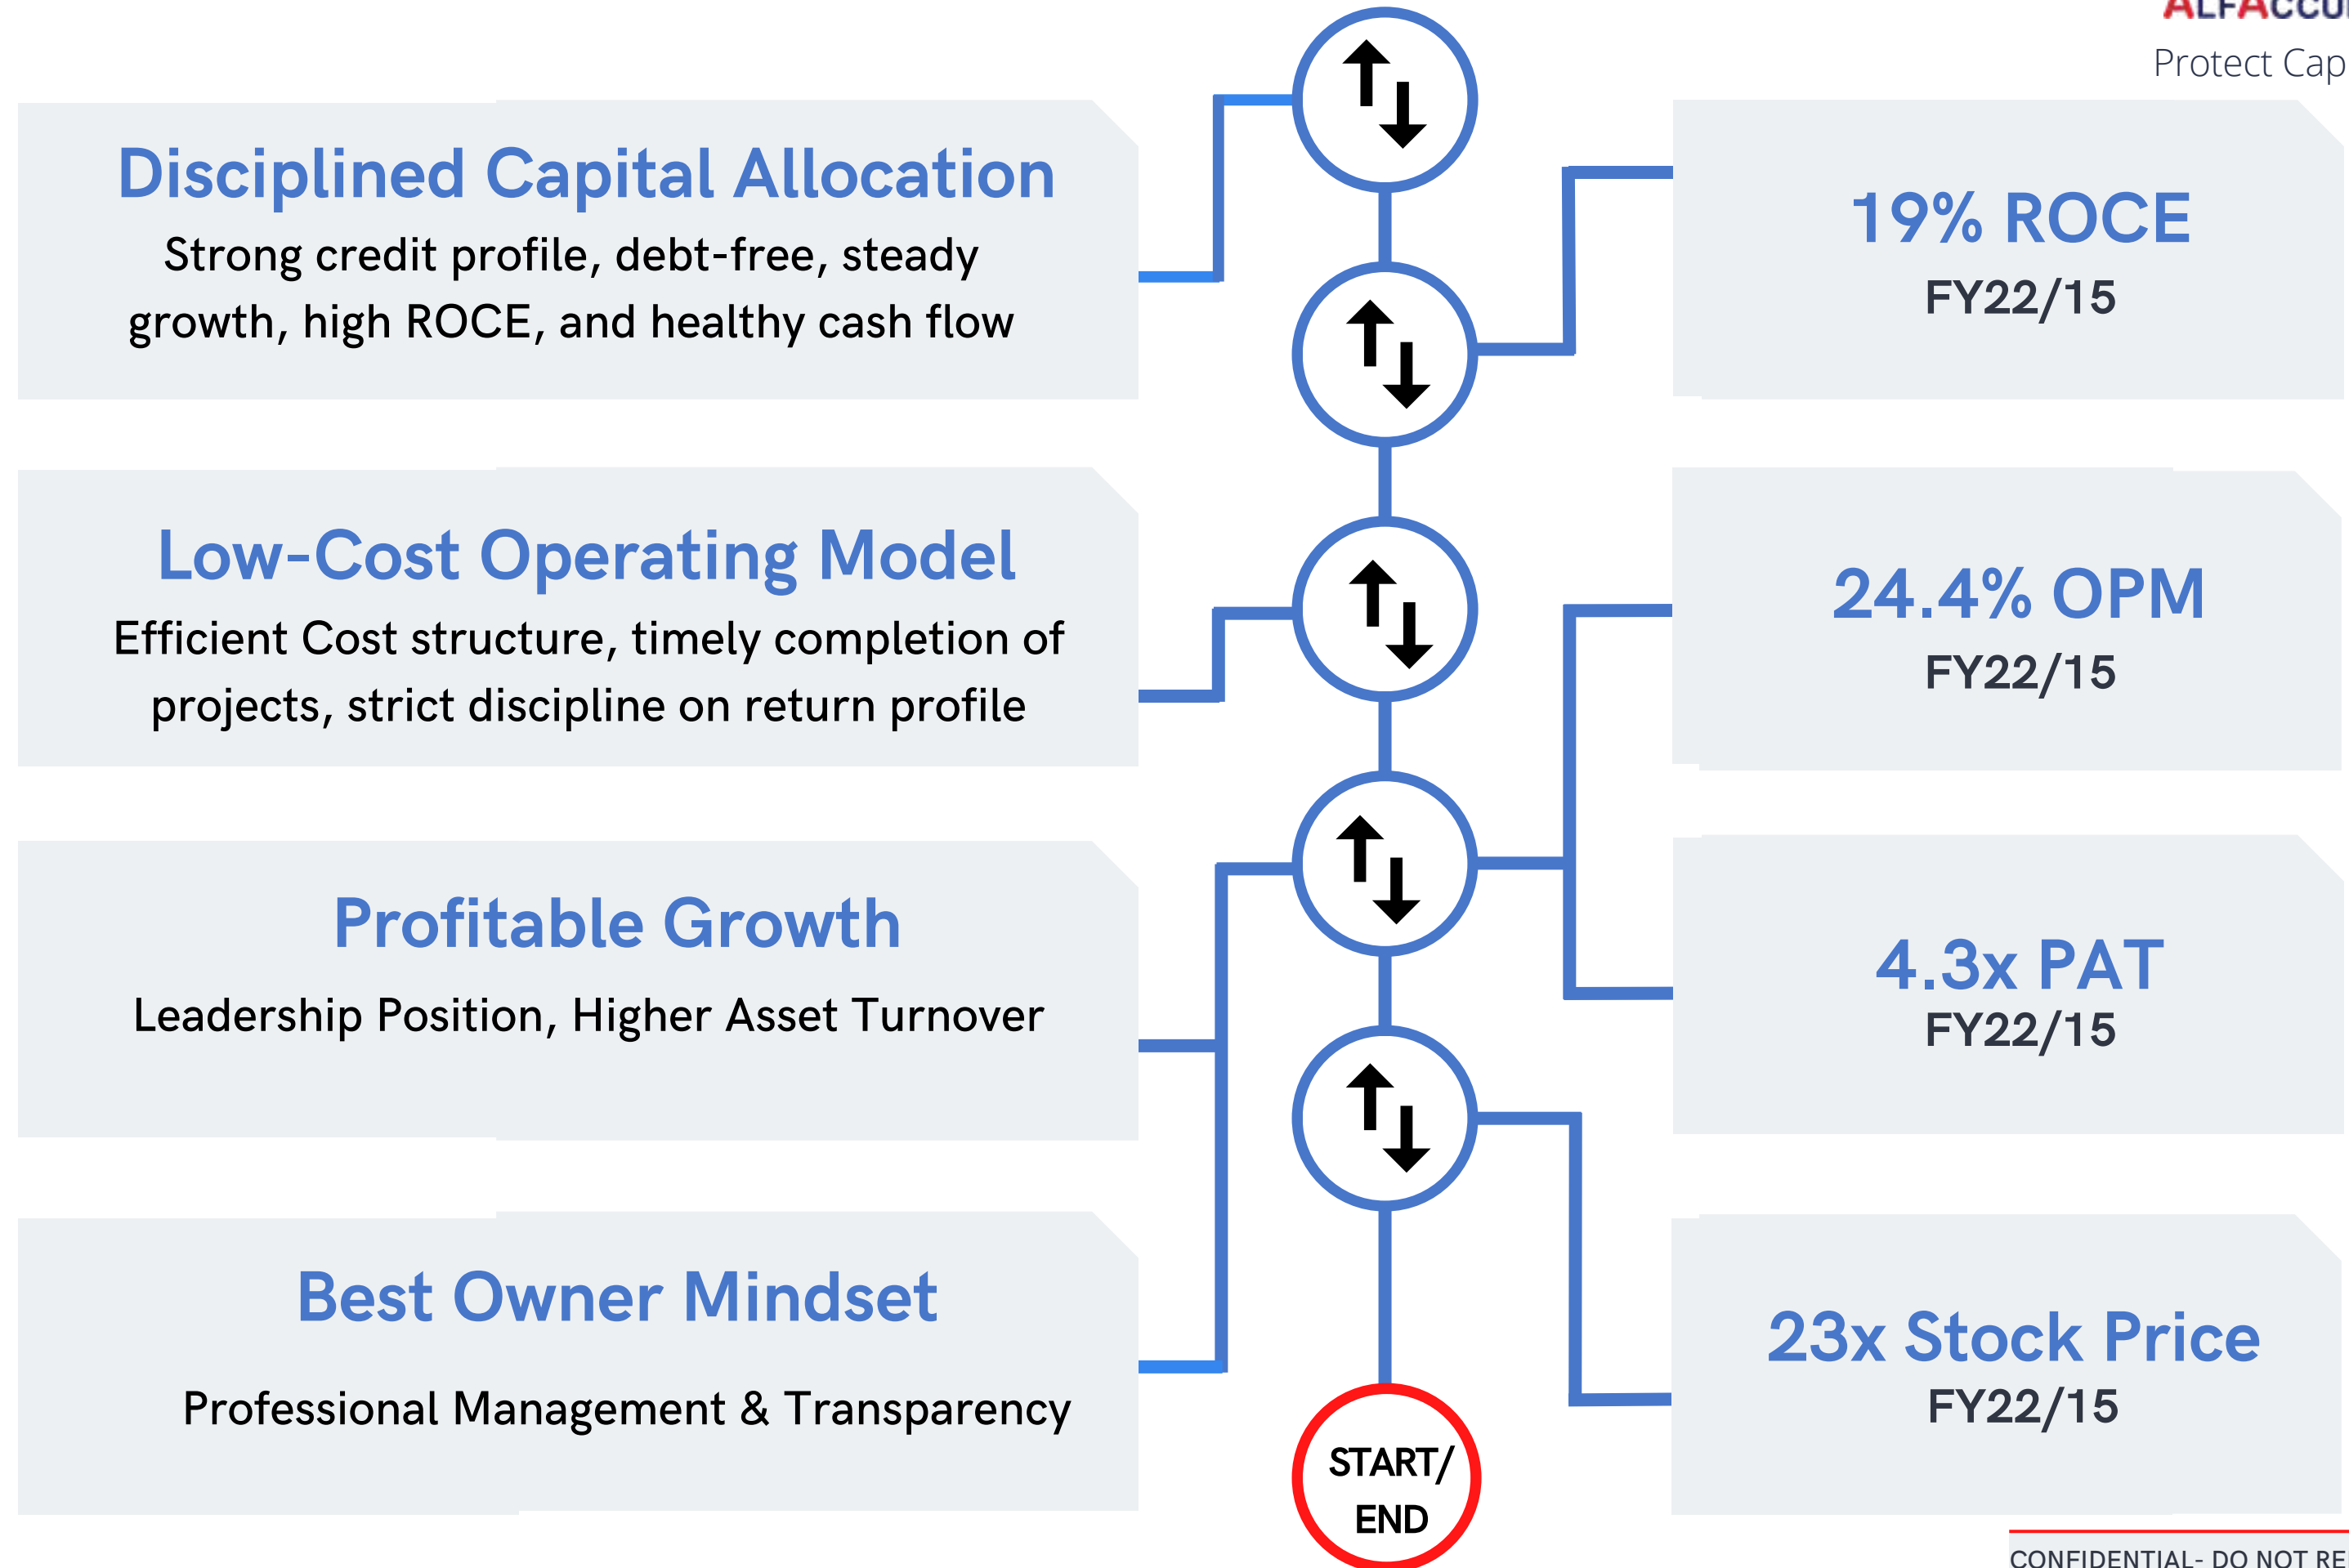 Protect Cap
Disciplined Capital Allocation
Strong credit profile, debt-free, steady
growth, high ROCE, and healthy cash flow
19% ROCE
FY22/15
Low-Cost Operating Model
Efficient Cost structure, timely completion of
projects, strict discipline on return profile
24.4% OPM
FY22/15
Profitable Growth
Leadership Position, Higher Asset Turnover
4.3x PAT
FY22/15
Best Owner Mindset
Professional Management & Transparency
23x Stock Price
FY22/15
START/
END
CONFIDENTIAL- DO NOT RE